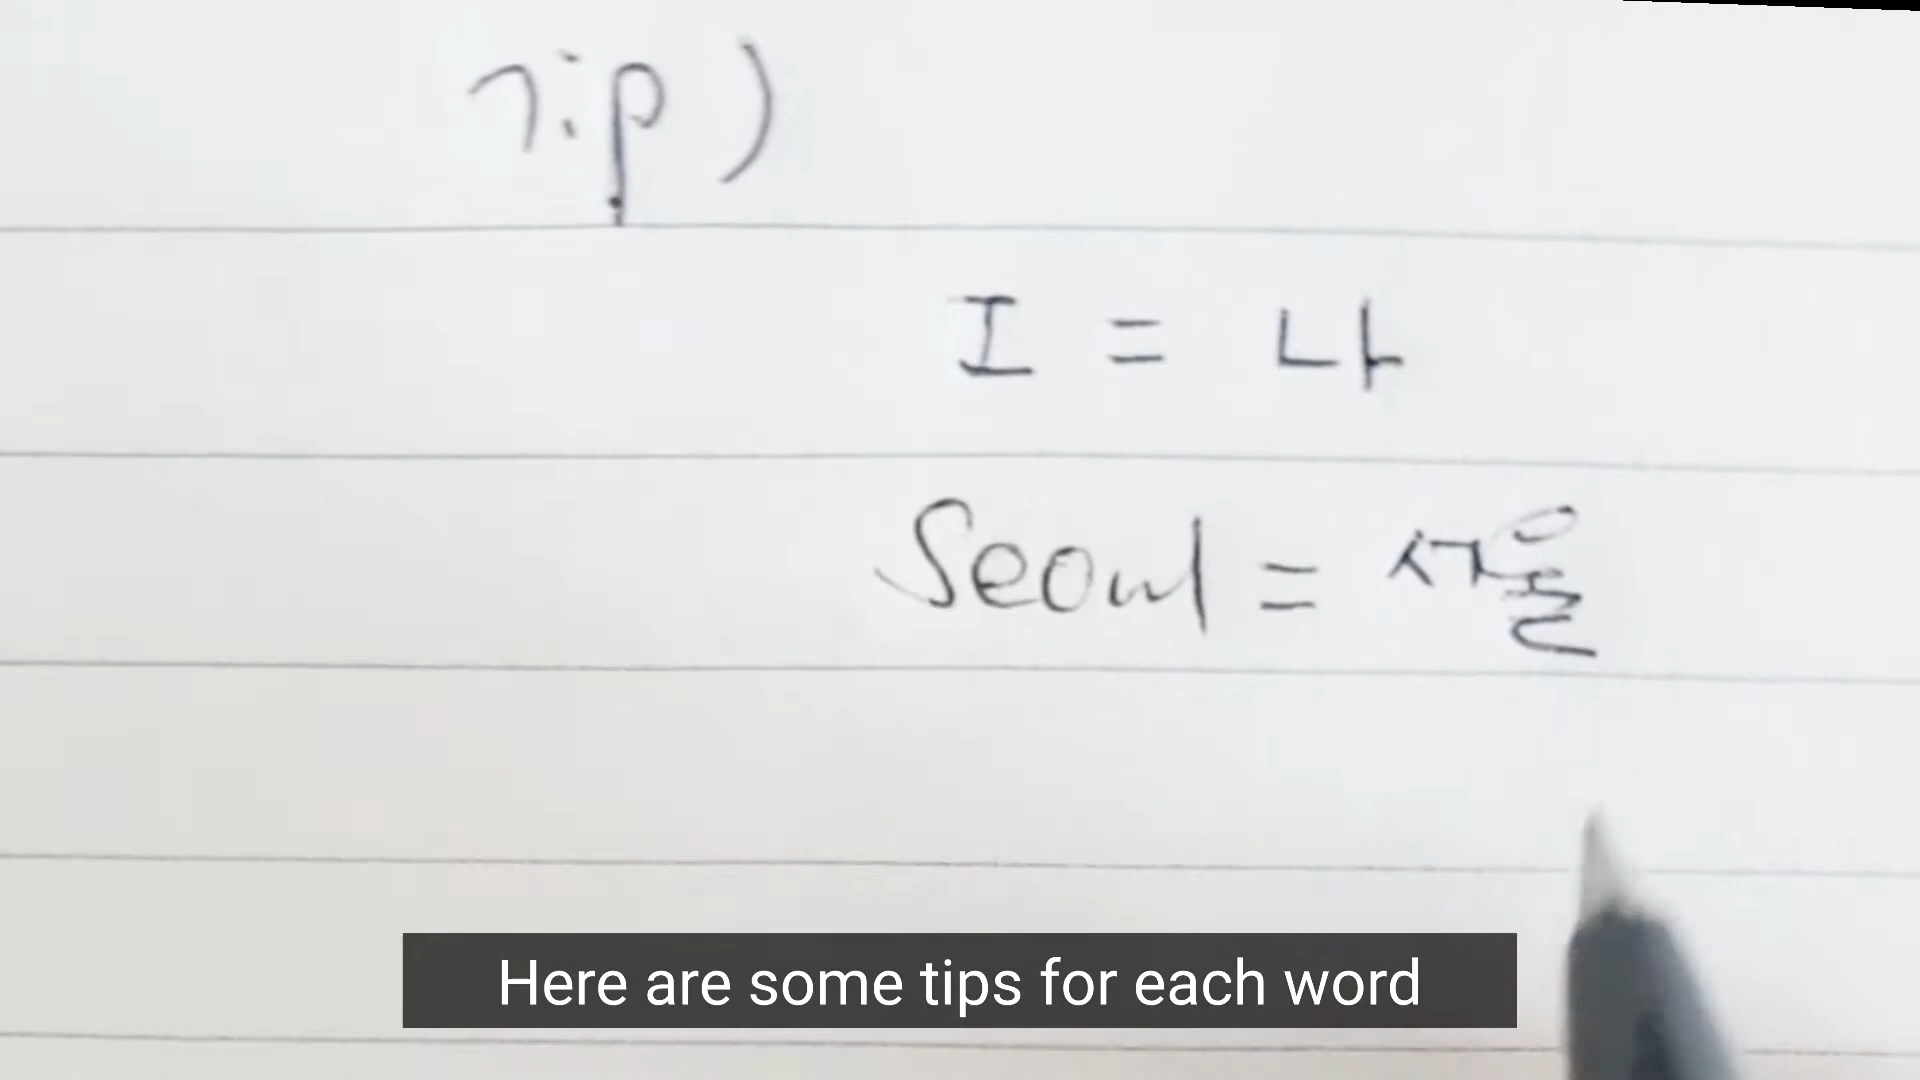 Tip)
I = 나
Seoul = 서울
Here are some tips for each word